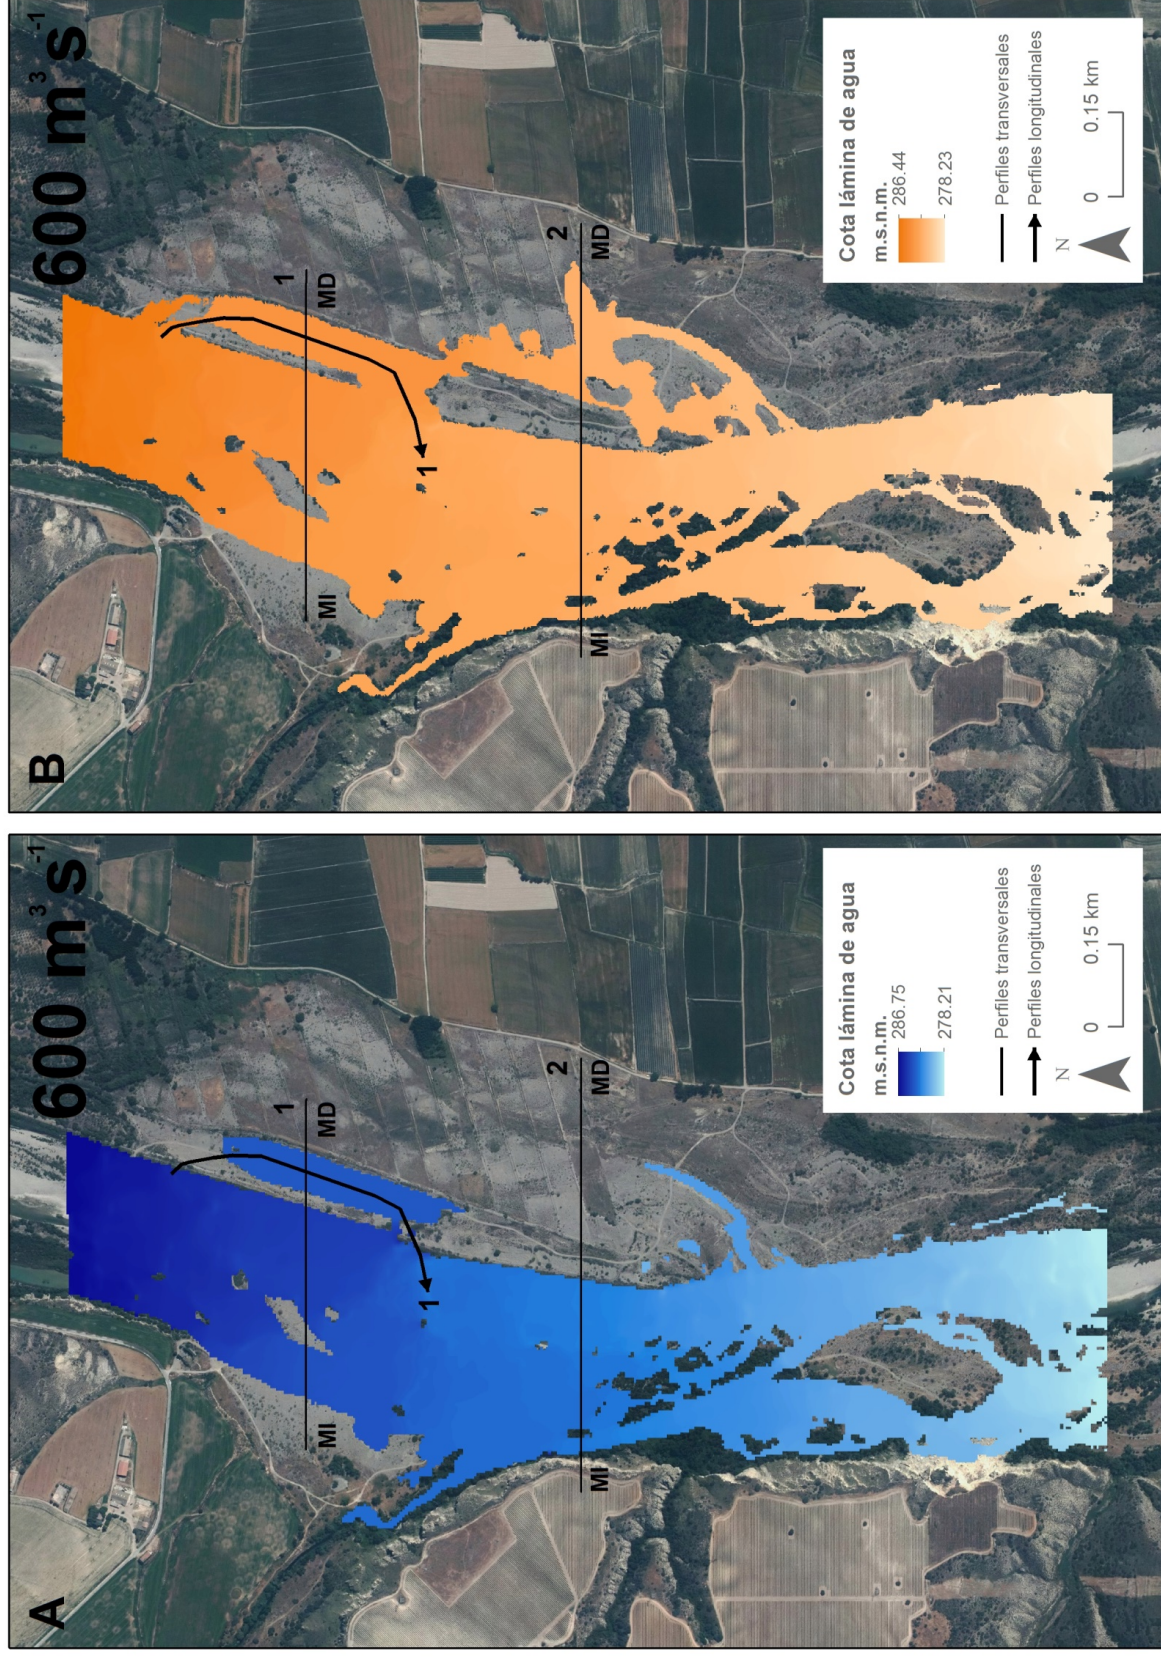 A
600 m³s⁻¹
1
MI
MD
1
2
MI
MD
Cota lámina de agua
m.s.n.m.
286.75
278.21
Perfiles transversales
Perfiles longitudinales
N
0 0.15 km
B
600 m³s⁻¹
1
MI
MD
1
2
MI
MD
Cota lámina de agua
m.s.n.m.
286.44
278.23
Perfiles transversales
Perfiles longitudinales
N
0 0.15 km